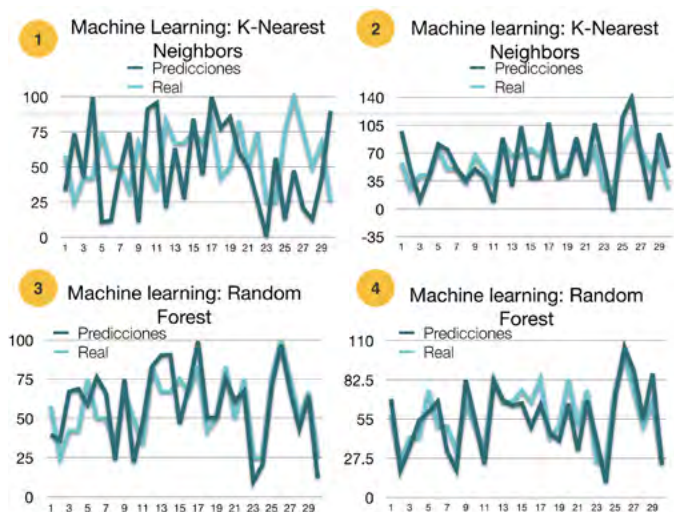 1
Machine Learning: K-Nearest
Neighbors
Predicciones
Real
100
75
50
25
0
1 3 5 7 9 11 13 15 17 19 21 23 25 27 29
2
Machine learning: K-Nearest
Neighbors
Predicciones
Real
140
105
70
35
0
-35
1 3 5 7 9 11 13 15 17 19 21 23 25 27 29
3
Machine learning: Random
Forest
Predicciones
Real
100
75
50
25
0
1 3 5 7 9 11 13 15 17 19 21 23 25 27 29
4
Machine learning: Random
Forest
Predicciones
Real
110
82.5
55
27.5
0
1 3 5 7 9 11 13 15 17 19 21 23 25 27 29